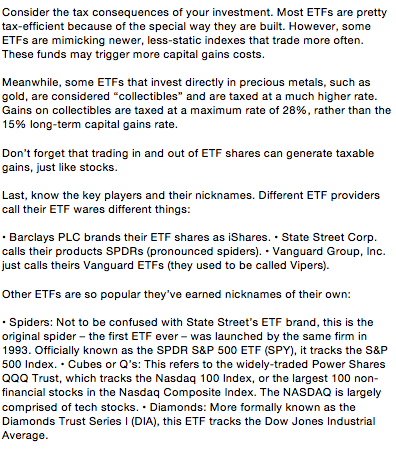 Consider the tax consequences of your investment. Most ETFs are pretty
tax-efficient because of the special way they are built. However, some
ETFs are mimicking newer, less-static indexes that trade more often.
These funds may trigger more capital gains costs.
Meanwhile, some ETFs that invest directly in precious metals, such as
gold, are considered “collectibles” and are taxed at a much higher rate.
Gains on collectibles are taxed at a maximum rate of 28%, rather than the
15% long-term capital gains rate.
Don’t forget that trading in and out of ETF shares can generate taxable
gains, just like stocks.
Last, know the key players and their nicknames. Different ETF providers
call their ETF wares different things:
• Barclays PLC brands their ETF shares as iShares. • State Street Corp.
calls their products SPDRs (pronounced spiders). • Vanguard Group, Inc.
just calls theirs Vanguard ETFs (they used to be called Vipers).
Other ETFs are so popular they’ve earned nicknames of their own:
• Spiders: Not to be confused with State Street’s ETF brand, this is the
original spider – the first ETF ever – was launched by the same firm in
1993. Officially known as the SPDR S&P 500 ETF (SPY), it tracks the S&P
500 Index. • Cubes or Q’s: This refers to the widely-traded Power Shares
QQQ Trust, which tracks the Nasdaq 100 Index, or the largest 100 non-
financial stocks in the Nasdaq Composite Index. The NASDAQ is largely
comprised of tech stocks. • Diamonds: More formally known as the
Diamonds Trust Series I (DIA), this ETF tracks the Dow Jones Industrial
Average.